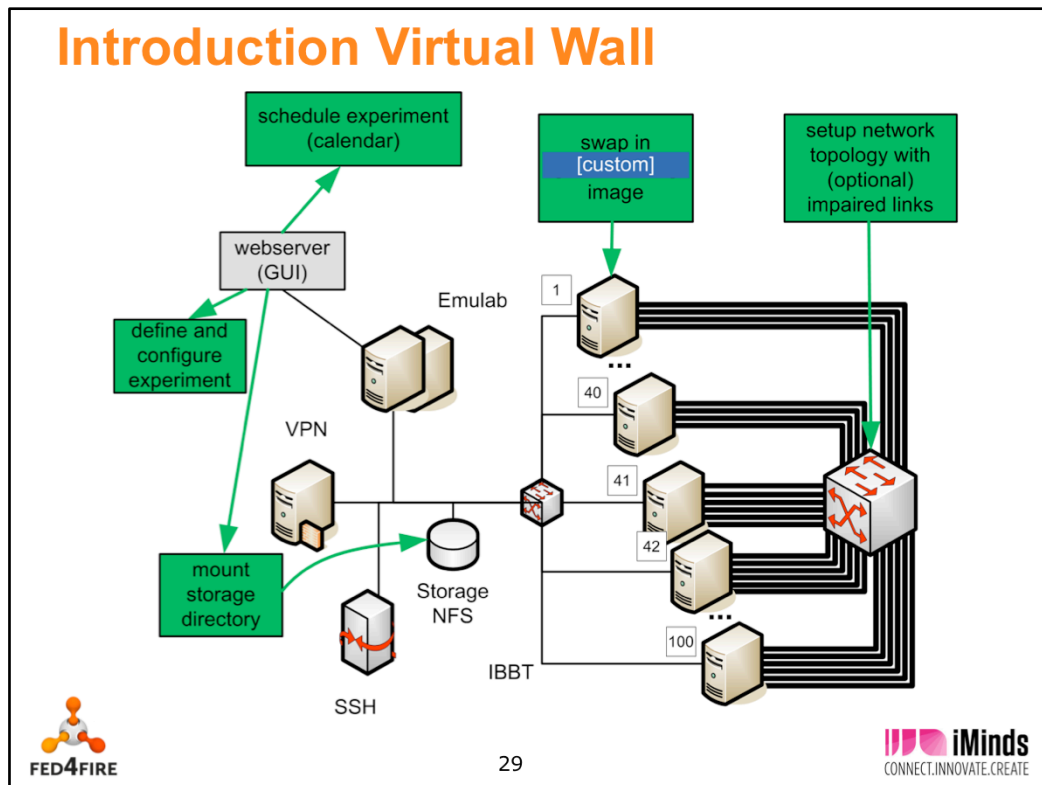 Introduction Virtual Wall
schedule experiment
(calendar)
swap in
[custom]
image
setup network
topology with
(optional)
impaired links
webserver
(GUI)
Emulab
1
define and
configure
experiment
...
40
VPN
41
42
mount
storage
directory
Storage
NFS
...
100
IBBT
SSH
FED4FIRE
29
iMinds
CONNECT.INNOVATE.CREATE